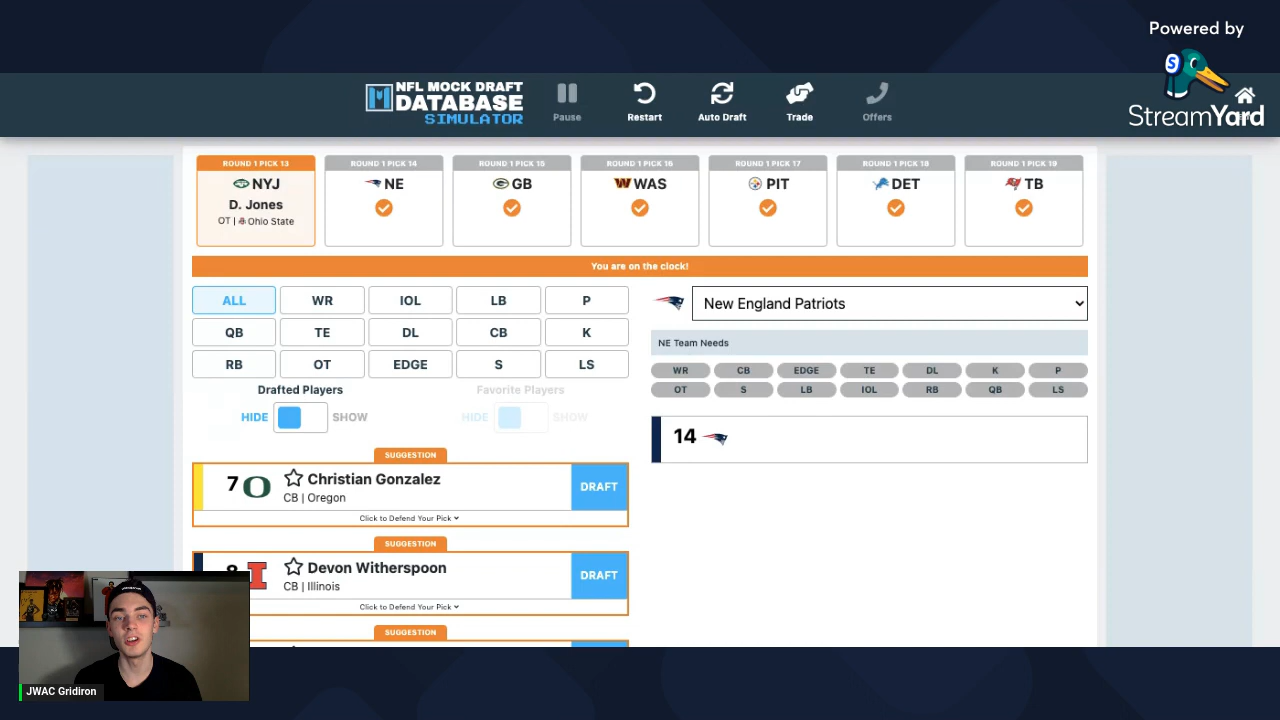 Powered by
StreamYard
NFL MOCK DRAFT
DATABASE
SIMULATOR
Pause
Restart
Auto Draft
Trade
Offers
ROUND 1 PICK 13
NYJ
D. Jones
OT | Ohio State
ROUND 1 PICK 14
NE
ROUND 1 PICK 15
GB
ROUND 1 PICK 16
WAS
ROUND 1 PICK 17
PIT
ROUND 1 PICK 18
DET
ROUND 1 PICK 19
TB
You are on the clock!
ALL WR IOL LB P
QB TE DL CB K
RB OT EDGE S LS
Drafted Players
HIDE SHOW
Favorite Players
HIDE SHOW
SUGGESTION
7 Christian Gonzalez
CB | Oregon
DRAFT
Click to Defend Your Pick
SUGGESTION
8 Devon Witherspoon
CB | Illinois
DRAFT
Click to Defend Your Pick
SUGGESTION
New England Patriots
NE Team Needs
WR CB EDGE TE DL K P
OT S LB IOL RB QB LS
14
JWAC Gridiron